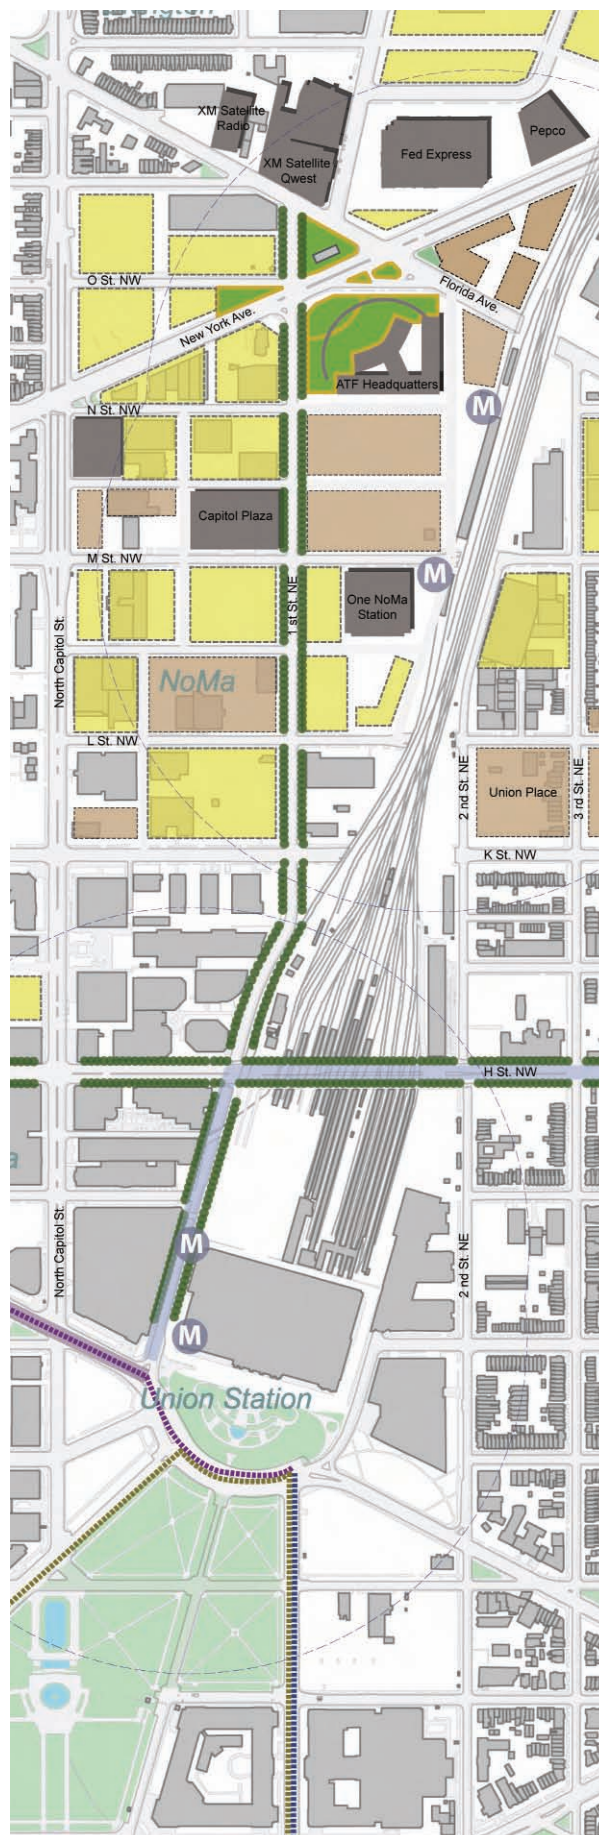 XM Satellite
Radio
XM Satellite
Qwest
Fed Express
Pepco
O St. NW
Florida Ave.
New York Ave.
ATF Headquatters
N St. NW
M
Capitol Plaza
M St. NW
M
1 st St. NE
One NoMa
Station
North Capitol St.
NoMa
L St. NW
2 nd St. NE
Union Place
3 rd St. NE
K St. NW
H St. NW
North Capitol St.
M
2 nd St. NE
M
Union Station